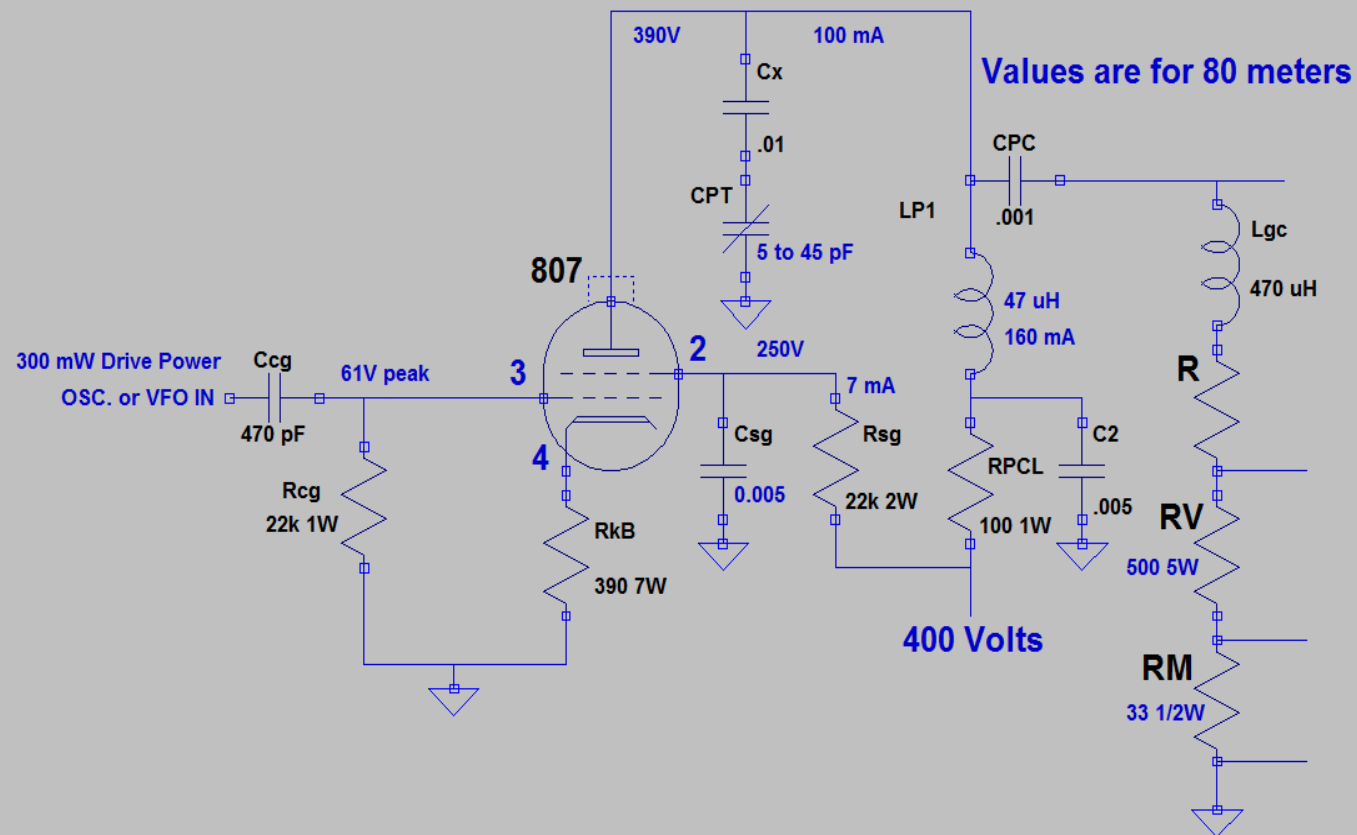 390V
100 mA
Values are for 80 meters
Cx
.01
CPC
.001
CPT
5 to 45 pF
LP1
Lgc
470 uH
807
47 uH
160 mA
300 mW Drive Power
OSC. or VFO IN
Ccg
470 pF
61V peak
3
2
250V
7 mA
4
Csg
0.005
Rsg
22k 2W
RPCL
100 1W
C2
.005
R
Rcg
22k 1W
RkB
390 7W
RV
500 5W
400 Volts
RM
33 1/2W